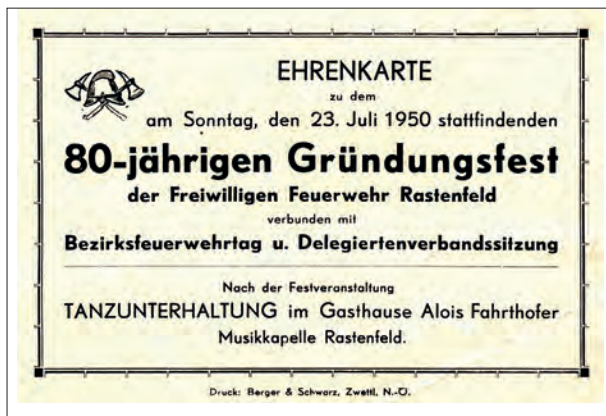 EHRENKARTE
zu dem
am Sonntag, den 23. Juli 1950 stattfindenden
80-jährigen Gründungsfest
der Freiwilligen Feuerwehr Rastenfeld
verbunden mit
Bezirksfeuerwehrtag u. Delegiertenverbandssitzung
Nach der Festveranstaltung
TANZUNTERHALTUNG im Gasthause Alois Fahrthofer
Musikkapelle Rastenfeld.
Druck: Berger & Schwarz, Zwettl, N.-Ö.